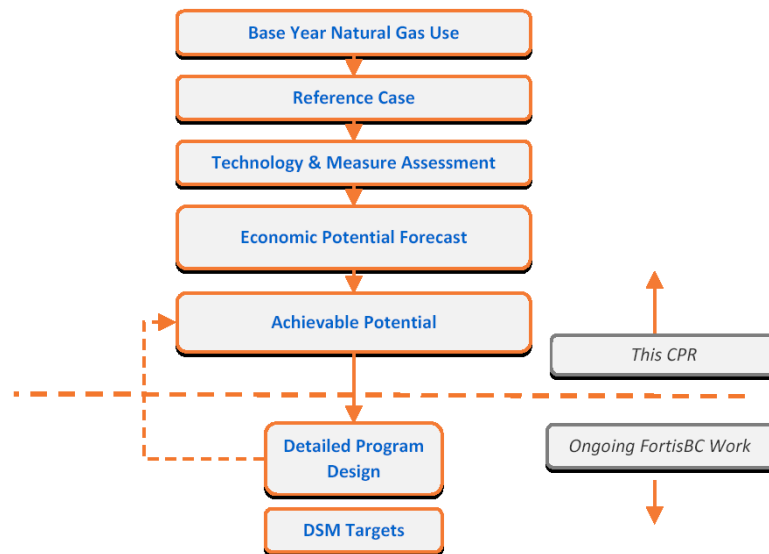 Base Year Natural Gas Use
Reference Case
Technology & Measure Assessment
Economic Potential Forecast
Achievable Potential
This CPR
Detailed Program
Design
Ongoing FortisBC Work
DSM Targets